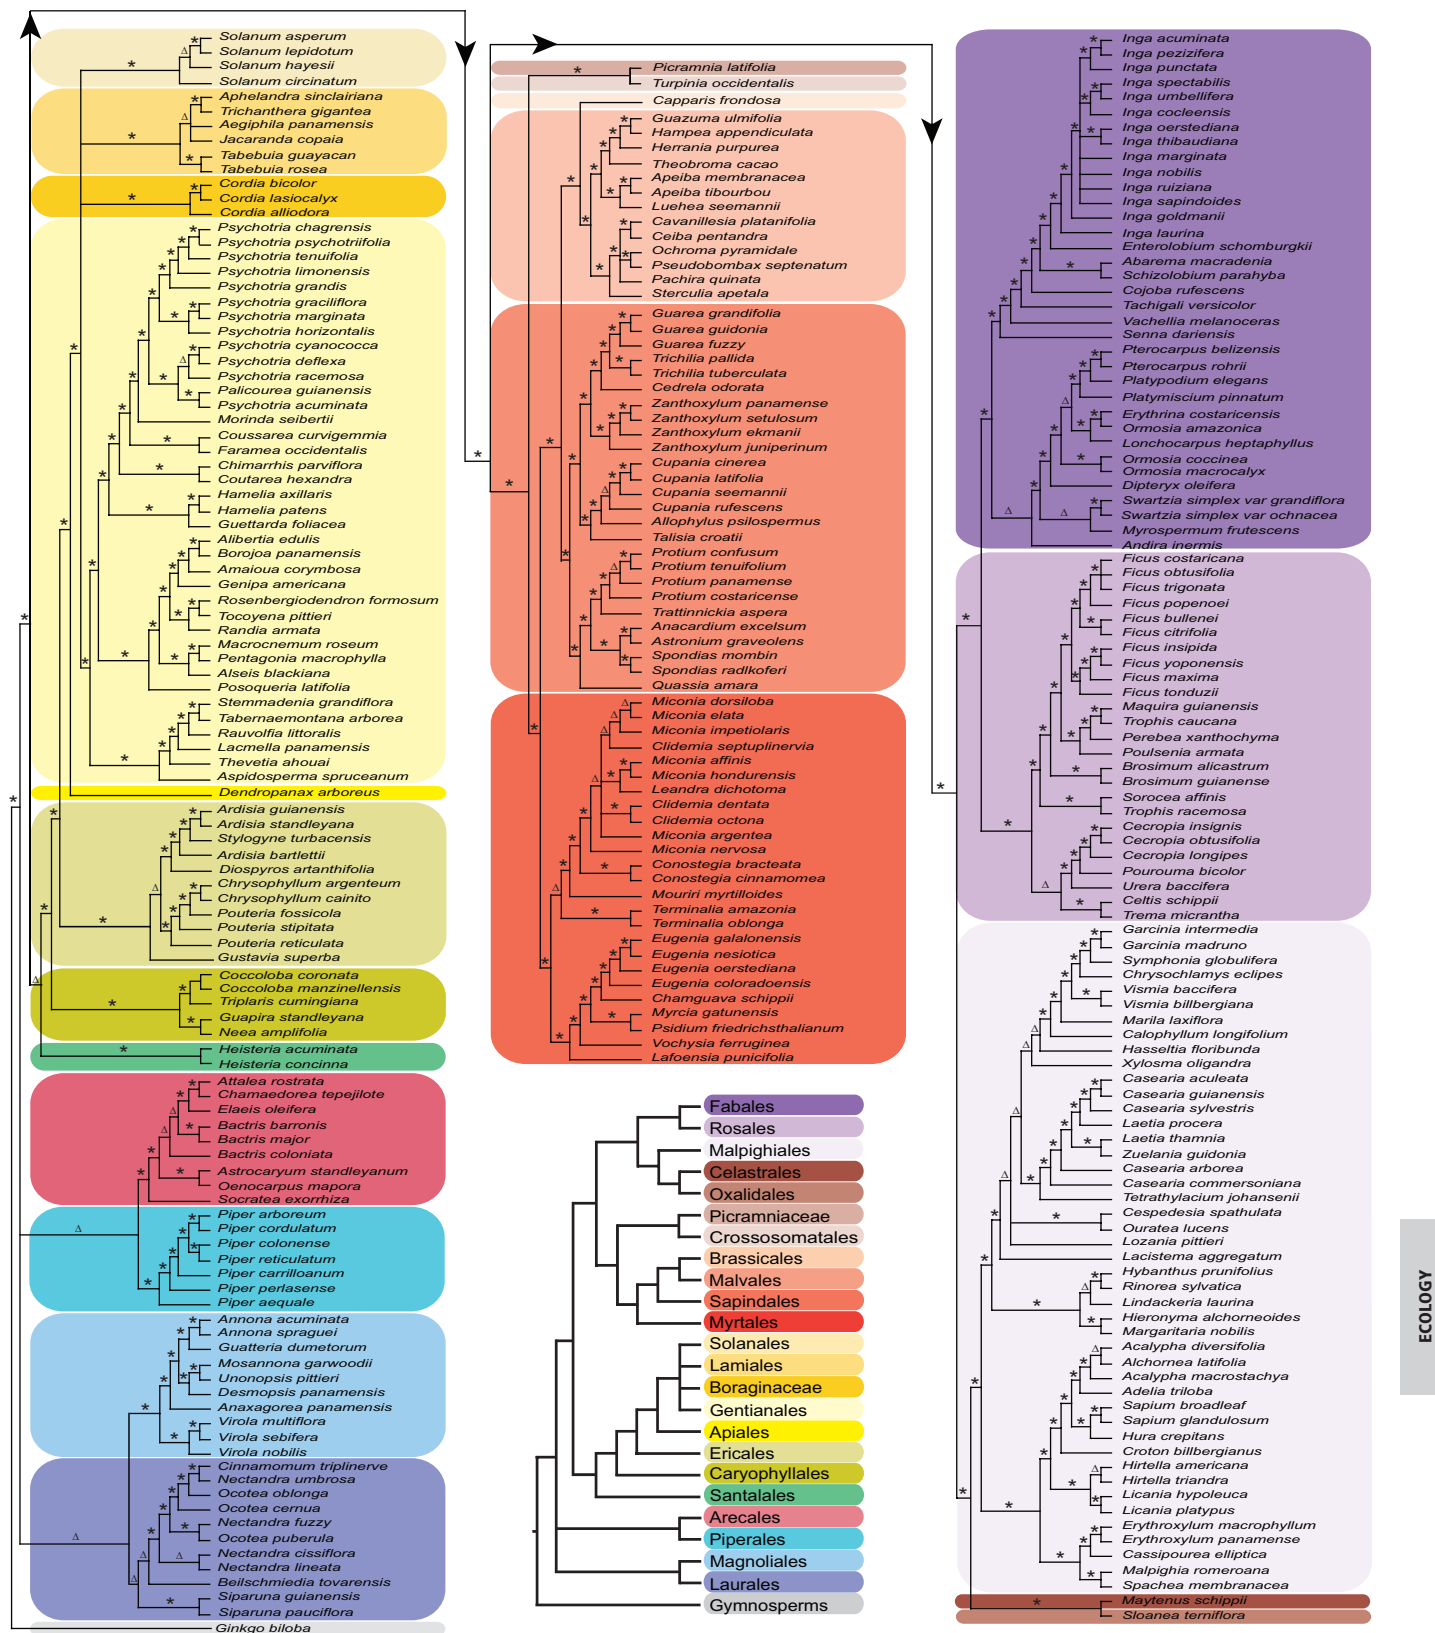 Solanum asperum
Solanum lepidotum
Solanum hayesii
Solanum circinatum
Aphelandra sinclairiana
Trichanthera gigantea
Aegiphila panamensis
Jacaranda copaia
Tabebuia guayacan
Tabebuia rosea
Cordia bicolor
Cordia lasiocalyx
Cordia alliodora
Psychotria chagrensis
Psychotria psychotriifolia
Psychotria tenuifolia
Psychotria limonensis
Psychotria grandis
Psychotria graciliflora
Psychotria marginata
Psychotria horizontalis
Psychotria cyanococca
Psychotria deflexa
Psychotria racemosa
Palicourea guianensis
Psychotria acuminata
Morinda seibertii
Coussarea curvigemmia
Faramea occidentalis
Chimarrhis parviflora
Coutarea hexandra
Hamelia axillaris
Hamelia patens
Guettarda foliacea
Alibertia edulis
Borojoa panamensis
Amaioua corymbosa
Genipa americana
Rosenbergiodendron formosum
Tocoyena pittieri
Randia armata
Macrocnemum roseum
Pentagonia macrophylla
Alseis blackiana
Posoqueria latifolia
Stemmadenia grandiflora
Tabernaemontana arborea
Rauvolfia littoralis
Lacmella panamensis
Thevetia ahouai
Aspidosperma spruceanum
Dendropanax arboreus
Ardisia guianensis
Ardisia standleyana
Stylogyne turbacensis
Ardisia bartlettii
Diospyros artanthifolia
Chrysophyllum argenteum
Chrysophyllum cainito
Pouteria fossicola
Pouteria stipitata
Pouteria reticulata
Gustavia superba
Coccoloba coronata
Coccoloba manzinellensis
Triplaris cumingiana
Guapira standleyana
Neea amplifolia
Heisteria acuminata
Heisteria concinna
Attalea rostrata
Chamaedorea tepejilote
Elaeis oleifera
Bactris barronis
Bactris major
Bactris coloniata
Astrocaryum standleyanum
Oenocarpus mapora
Socratea exorrhiza
Piper arboreum
Piper cordulatum
Piper colonense
Piper reticulatum
Piper carrilloanum
Piper perlasense
Piper aequale
Annona acuminata
Annona spraguei
Guatteria dumetorum
Mosannona garwoodii
Unonopsis pittieri
Desmopsis panamensis
Anaxagorea panamensis
Virola multiflora
Virola sebifera
Virola nobilis
Cinnamomum triplinerve
Nectandra umbrosa
Ocotea oblonga
Ocotea cernua
Nectandra fuzzy
Ocotea puberula
Nectandra cissiflora
Nectandra lineata
Beilschmiedia tovarensis
Siparuna guianensis
Siparuna pauciflora
Ginkgo biloba
Picramnia latifolia
Turpinia occidentalis
Capparis frondosa
Guazuma ulmifolia
Hampea appendiculata
Herrania purpurea
Theobroma cacao
Apeiba membranacea
Apeiba tibourbou
Luehea seemannii
Cavanillesia platanifolia
Ceiba pentandra
Ochroma pyramidale
Pseudobombax septenatum
Pachira quinata
Sterculia apetala
Guarea grandifolia
Guarea guidonia
Guarea fuzzy
Trichilia pallida
Trichilia tuberculata
Cedrela odorata
Zanthoxylum panamense
Zanthoxylum setulosum
Zanthoxylum ekmanii
Zanthoxylum juniperinum
Cupania cinerea
Cupania latifolia
Cupania seemannii
Cupania rufescens
Allophylus psilospermus
Talisia croatii
Protium confusum
Protium tenuifolium
Protium panamense
Protium costaricense
Trattinnickia aspera
Anacardium excelsum
Astronium graveolens
Spondias mombin
Spondias radlkoferi
Quassia amara
Miconia dorsiloba
Miconia elata
Miconia impetiolaris
Clidemia septuplinervia
Miconia affinis
Miconia hondurensis
Leandra dichotoma
Clidemia dentata
Clidemia octona
Miconia argentea
Miconia nervosa
Conostegia bracteata
Conostegia cinnamomea
Mouriri myrtilloides
Terminalia amazonia
Terminalia oblonga
Eugenia galalonensis
Eugenia nesiotica
Eugenia oerstediana
Eugenia coloradoensis
Chamguava schippii
Myrcia gatunensis
Psidium friedrichsthalianum
Vochysia ferruginea
Lafoensia punicifolia
Fabales
Rosales
Malpighiales
Celastrales
Oxalidales
Picramniaceae
Crossosomatales
Brassicales
Malvales
Sapindales
Myrtales
Solanales
Lamiales
Boraginaceae
Gentianales
Apiales
Ericales
Caryophyllales
Santalales
Arecales
Piperales
Magnoliales
Laurales
Gymnosperms
Inga acuminata
Inga pezizifera
Inga punctata
Inga spectabilis
Inga umbellifera
Inga cocleensis
Inga oerstediana
Inga thibaudiana
Inga marginata
Inga nobilis
Inga ruiziana
Inga sapindoides
Inga goldmanii
Inga laurina
Enterolobium schomburgkii
Abarema macradenia
Schizolobium parahyba
Cojoba rufescens
Tachigali versicolor
Vachellia melanoceras
Senna dariensis
Pterocarpus belizensis
Pterocarpus rohrii
Platypodium elegans
Platymiscium pinnatum
Erythrina costaricensis
Ormosia amazonica
Lonchocarpus heptaphyllus
Ormosia coccinea
Ormosia macrocalyx
Dipteryx oleifera
Swartzia simplex var grandiflora
Swartzia simplex var ochnacea
Myrospermum frutescens
Andira inermis
Ficus costaricana
Ficus obtusifolia
Ficus trigonata
Ficus popenoei
Ficus bullenei
Ficus citrifolia
Ficus insipida
Ficus yoponensis
Ficus maxima
Ficus tonduzii
Maquira guianensis
Trophis caucana
Perebea xanthochyma
Poulsenia armata
Brosimum alicastrum
Brosimum guianense
Sorocea affinis
Trophis racemosa
Cecropia insignis
Cecropia obtusifolia
Cecropia longipes
Pourouma bicolor
Urera baccifera
Celtis schippii
Trema micrantha
Garcinia intermedia
Garcinia madruno
Symphonia globulifera
Chrysochlamys eclipes
Vismia baccifera
Vismia billbergiana
Marila laxiflora
Calophyllum longifolium
Hasseltia floribunda
Xylosma oligandra
Casearia aculeata
Casearia guianensis
Casearia sylvestris
Laetia procera
Laetia thamnia
Zuelania guidonia
Casearia arborea
Casearia commersoniana
Tetrathylacium johansenii
Cespedesia spathulata
Ouratea lucens
Lozania pittieri
Lacistema aggregatum
Hybanthus prunifolius
Rinorea sylvatica
Lindackeria laurina
Hieronyma alchorneoides
Margaritaria nobilis
Acalypha diversifolia
Alchornea latifolia
Acalypha macrostachya
Adelia triloba
Sapium broadleaf
Sapium glandulosum
Hura crepitans
Croton billbergianus
Hirtella americana
Hirtella triandra
Licania hypoleuca
Licania platypus
Erythroxylum macrophyllum
Erythroxylum panamense
Cassipourea elliptica
Malpighia romeroana
Spachea membranacea
Maytenus schippii
Sloanea terniflora
ECOLOGY